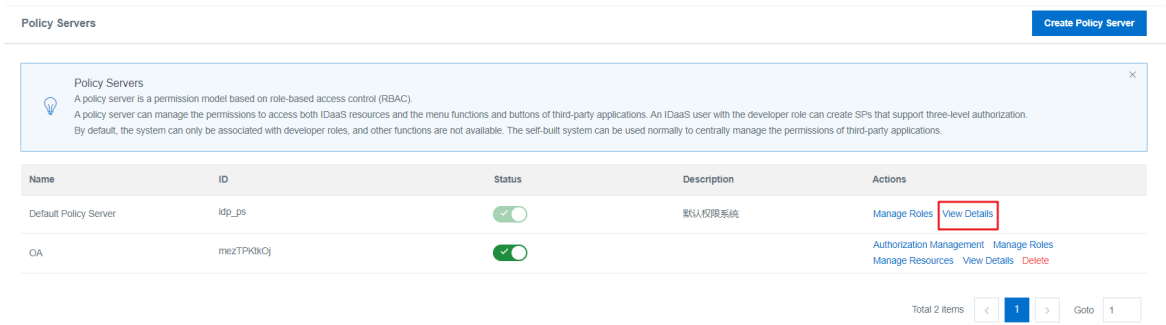 Policy Servers
Create Policy Server
Policy Servers
A policy server is a permission model based on role-based access control (RBAC).
A policy server can manage the permissions to access both IDaaS resources and the menu functions and buttons of third-party applications. An IDaaS user with the developer role can create SPs that support three-level authorization.
By default, the system can only be associated with developer roles, and other functions are not available. The self-built system can be used normally to centrally manage the permissions of third-party applications.
Name ID Status Description Actions
Default Policy Server idp_ps 默认权限系统 Manage Roles View Details
OA mezTPKtkOj Authorization Management Manage Roles
Manage Resources View Details Delete
Total 2 items < 1 > Goto 1